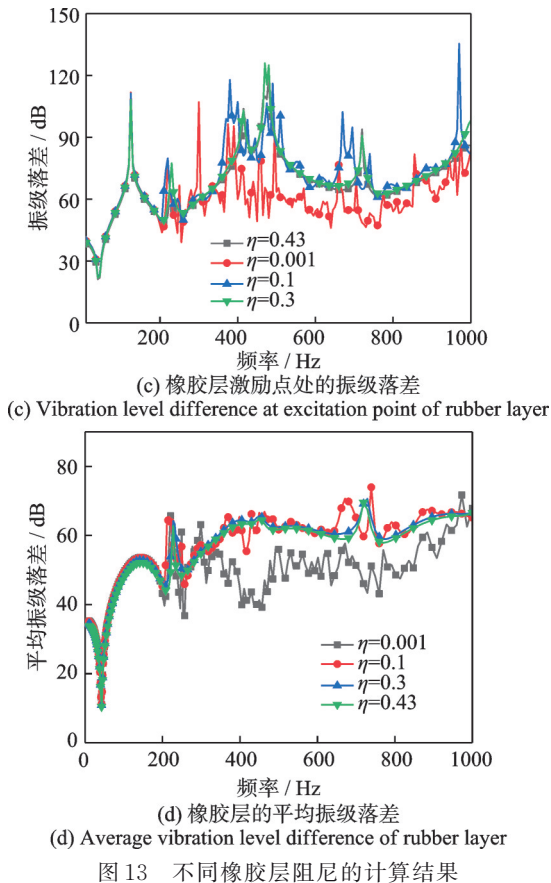 150
120
90
60
30
0
振级落差 / dB
η=0.43
η=0.001
η=0.1
η=0.3
200
400
600
800
1000
频率 / Hz
(c) 橡胶层激励点处的振级落差
(c) Vibration level difference at excitation point of rubber layer
80
60
40
20
0
平均振级落差 / dB
η=0.001
η=0.1
η=0.3
η=0.43
0
200
400
600
800
1000
频率 / Hz
(d) 橡胶层的平均振级落差
(d) Average vibration level difference of rubber layer
图13 不同橡胶层阻尼的计算结果